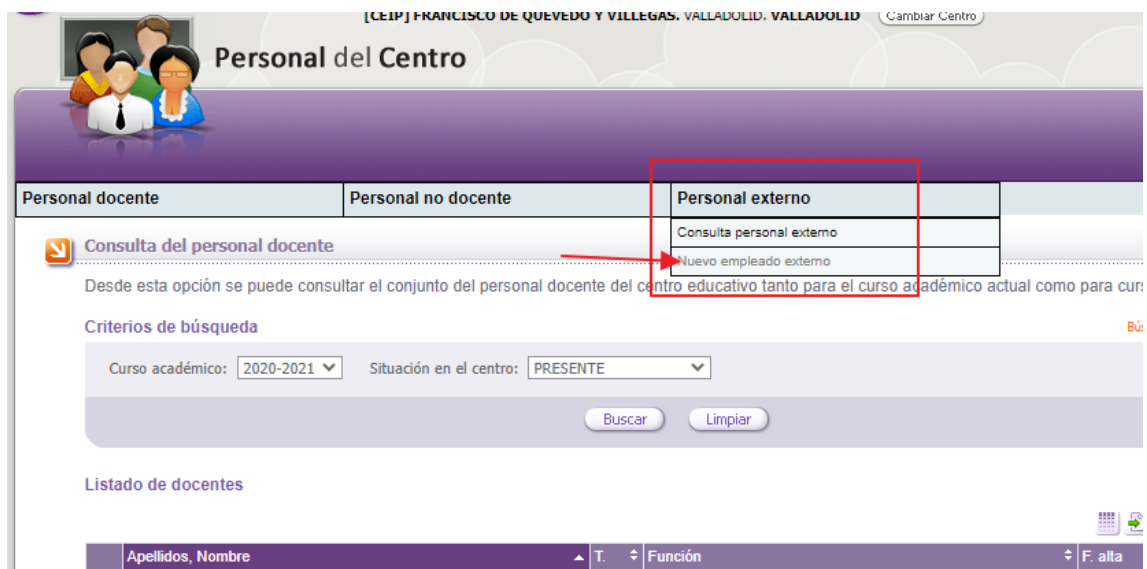 [CEIP] FRANCISCO DE QUEVEDO Y VILLEGAS. VALLADOLID. VALLADOLID Cambiar Centro
Personal del Centro
Personal docente Personal no docente Personal externo
Consulta personal externo
Nuevo empleado externo
Consulta del personal docente
Desde esta opción se puede consultar el conjunto del personal docente del centro educativo tanto para el curso académico actual como para curs
Criterios de búsqueda Bús
Curso académico: 2020-2021 Situación en el centro: PRESENTE
Buscar Limpiar
Listado de docentes
Apellidos, Nombre T. Función F. alta